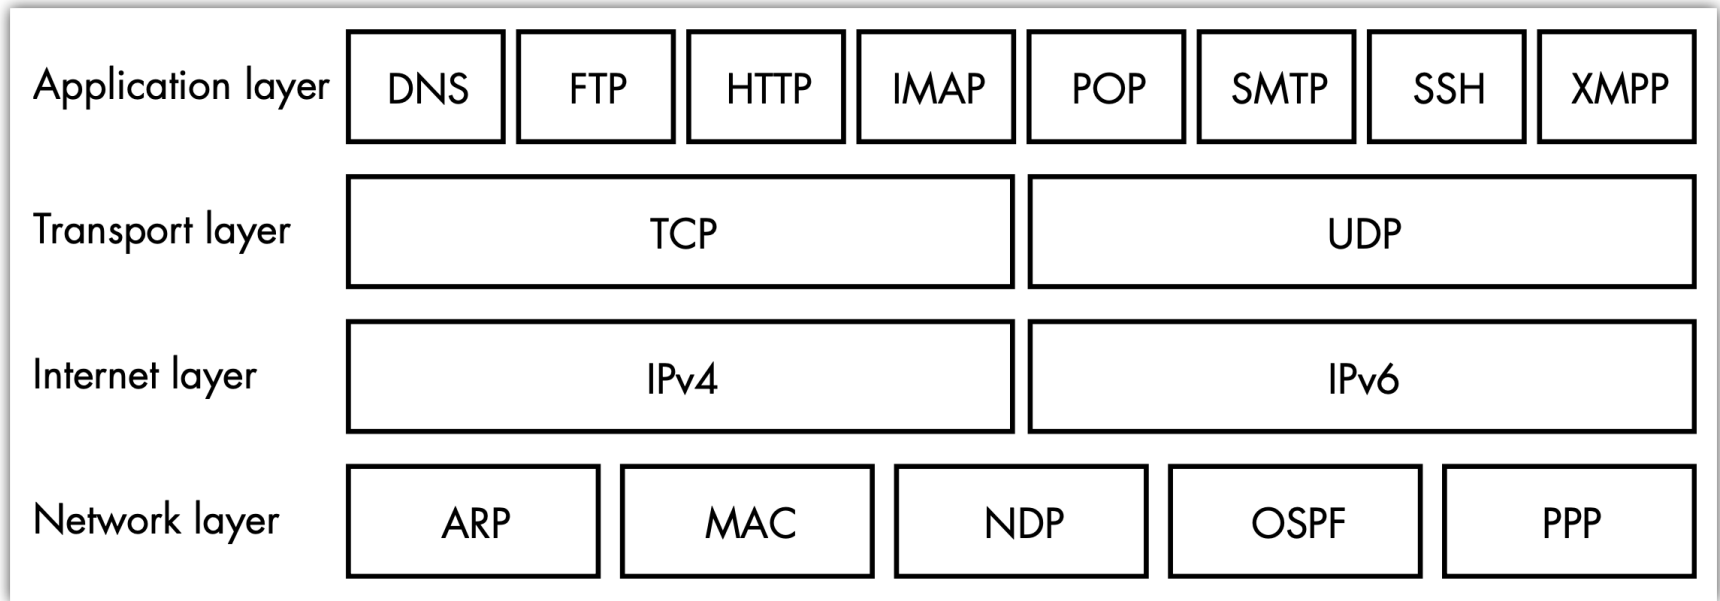 Application layer DNS FTP HTTP IMAP POP SMTP SSH XMPP
Transport layer TCP UDP
Internet layer IPv4 IPv6
Network layer ARP MAC NDP OSPF PPP